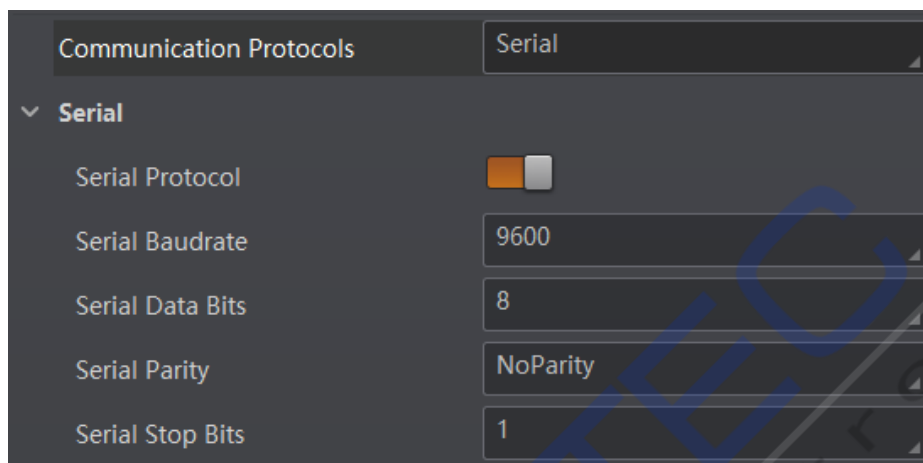 Communication Protocols Serial
Serial
Serial Protocol
Serial Baudrate 9600
Serial Data Bits 8
Serial Parity NoParity
Serial Stop Bits 1
TEC